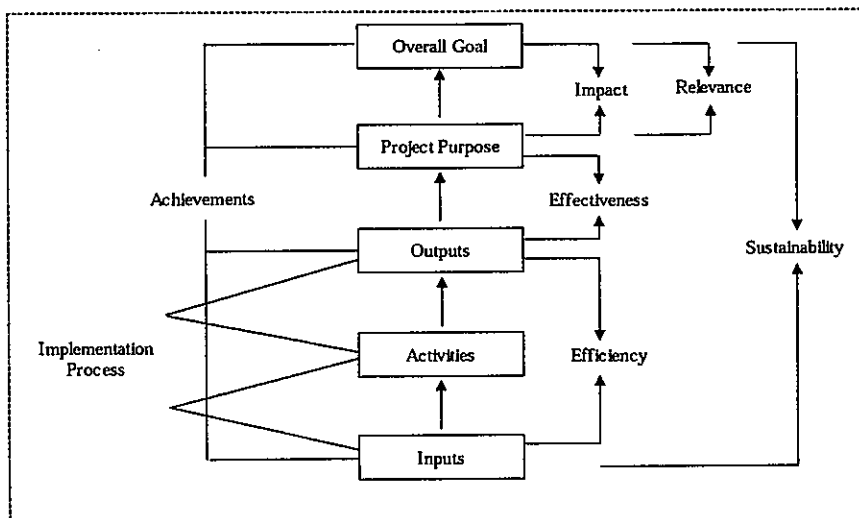 Overall Goal
Impact
Relevance
Project Purpose
Achievements
Effectiveness
Outputs
Sustainability
Implementation
Process
Activities
Efficiency
Inputs